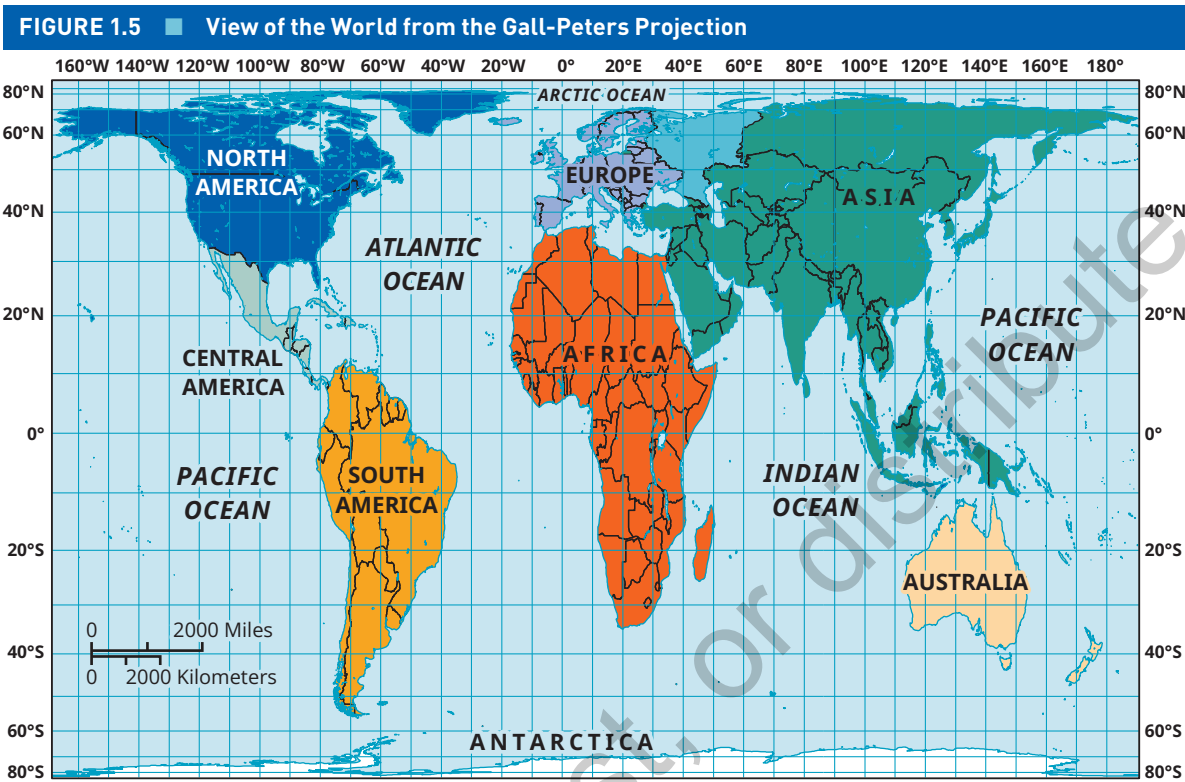 FIGURE 1.5 ■ View of the World from the Gall-Peters Projection
160°W 140°W 120°W 100°W 80°W 60°W 40°W 20°W 0° 20°E 40°E 60°E 80°E 100°E 120°E 140°E 160°E 180°
80°N ARCTIC OCEAN 80°N
60°N 60°N
NORTH
AMERICA
EUROPE
ASIA
40°N 40°N
ATLANTIC
OCEAN
20°N 20°N
PACIFIC
OCEAN
CENTRAL
AMERICA
AFRICA
0° 0°
PACIFIC
OCEAN
SOUTH
AMERICA
INDIAN
OCEAN
20°S 20°S
AUSTRALIA
0 2000 Miles
0 2000 Kilometers
40°S 40°S
60°S 60°S
ANTARCTICA
80°S 80°S
st, or distribute